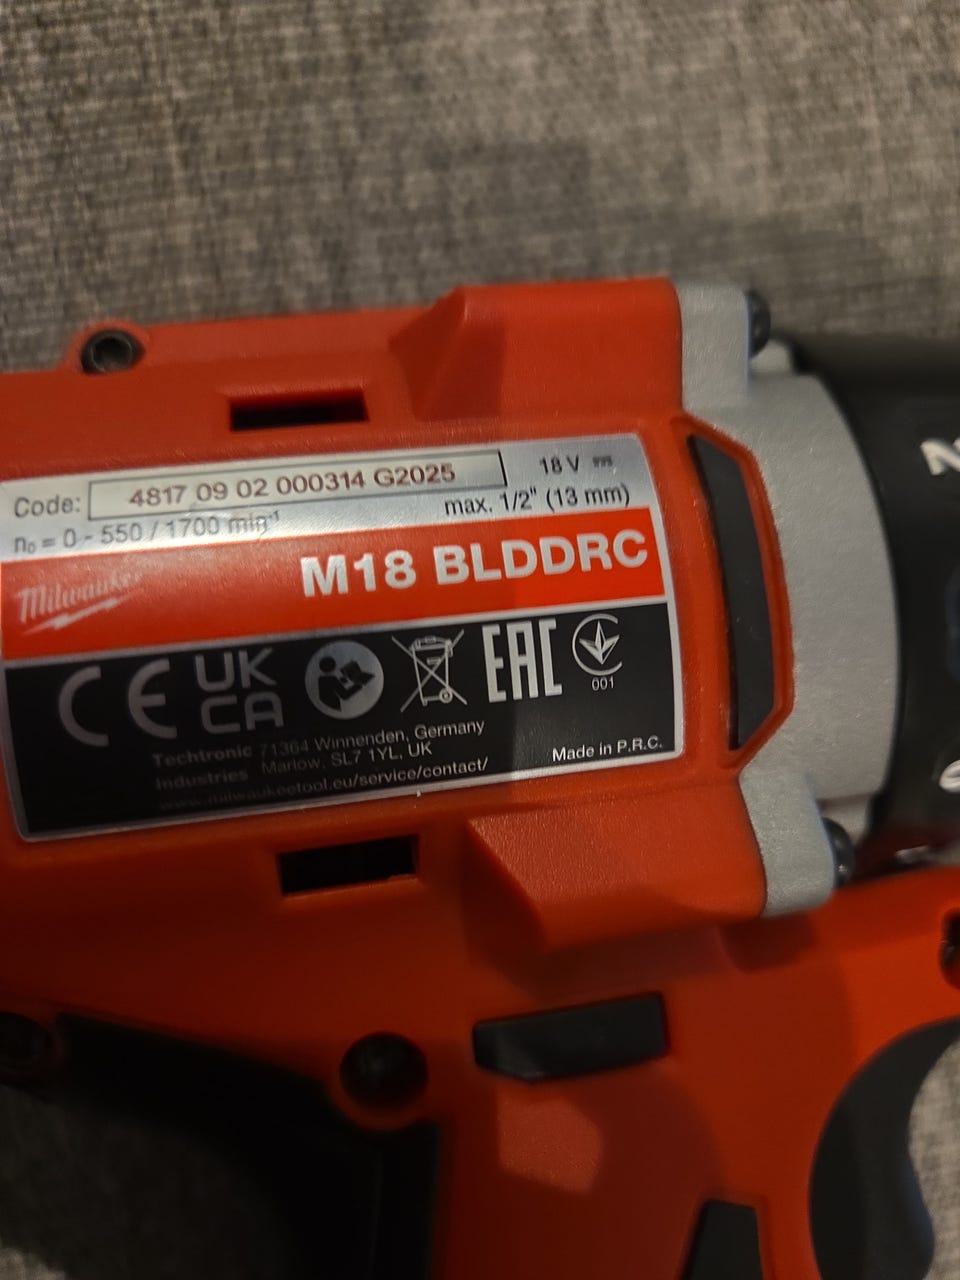 Code: 4817 09 02 000314 G2025
18 V
n₀ = 0 - 550 / 1700 min⁻¹
max. 1/2" (13 mm)
Milwaukee
M18 BLDDRC
CE UK CA EAC
001
Techtronic Industries
71364 Winnenden, Germany
Marlow, SL7 1YL, UK
www.milwaukeetool.eu/service/contact/
Made in P.R.C.